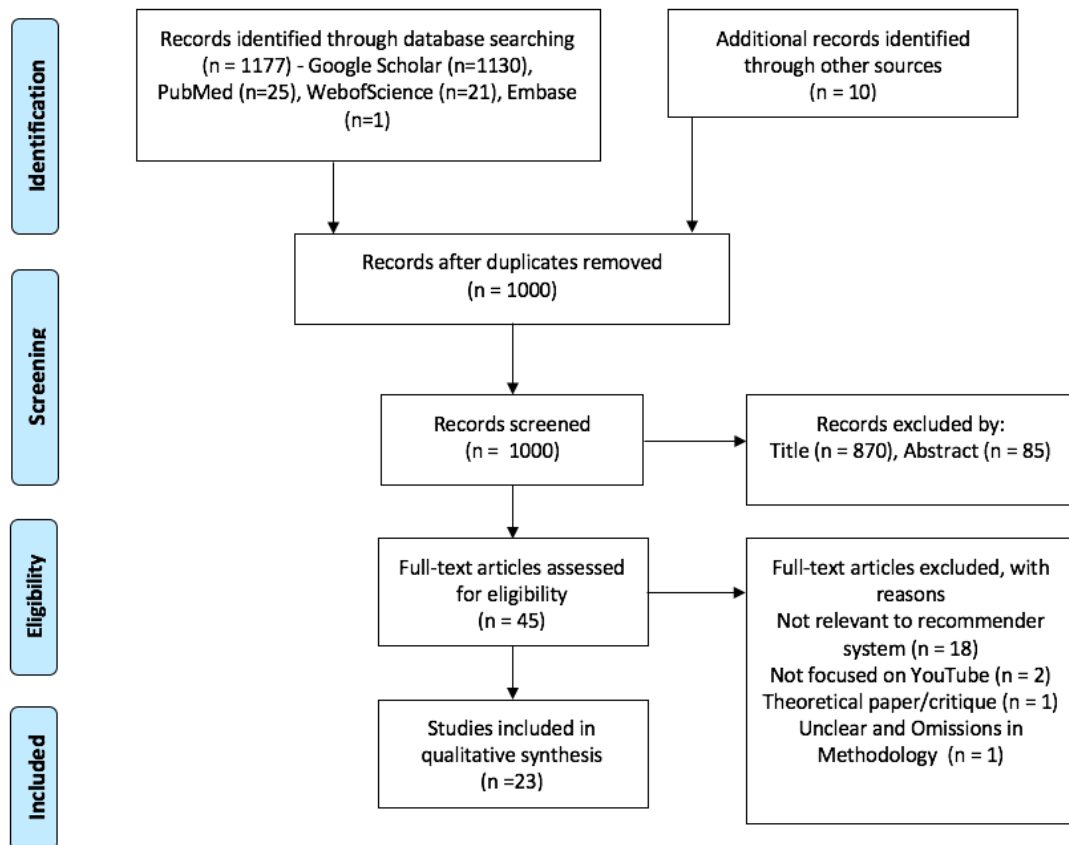 Identification
Records identified through database searching
(n = 1177) - Google Scholar (n=1130),
PubMed (n=25), WebofScience (n=21), Embase
(n=1)
Additional records identified
through other sources
(n = 10)
Records after duplicates removed
(n = 1000)
Screening
Records screened
(n = 1000)
Records excluded by:
Title (n = 870), Abstract (n = 85)
Eligibility
Full-text articles assessed
for eligibility
(n = 45)
Full-text articles excluded, with
reasons
Not relevant to recommender
system (n = 18)
Not focused on YouTube (n = 2)
Theoretical paper/critique (n = 1)
Unclear and Omissions in
Methodology (n = 1)
Included
Studies included in
qualitative synthesis
(n =23)